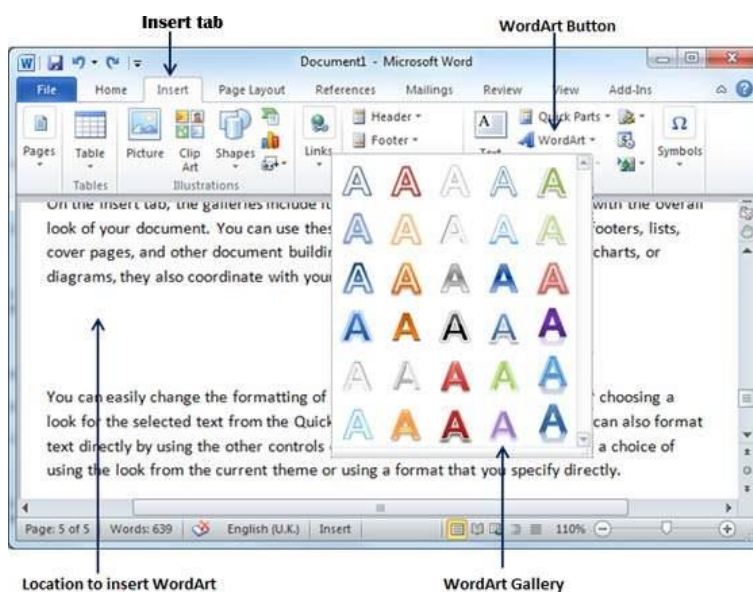 Insert tab
WordArt Button
Document1 - Microsoft Word
File Home Insert Page Layout References Mailings Review View Add-Ins
Header
Quick Parts
Footer
WordArt
Pages Table Picture Clip Art Shapes Links Text Symbols
Tables Illustrations
On the Insert tab, the galleries include it with the overall
look of your document. You can use thes ooters, lists,
cover pages, and other document buildin charts, or
diagrams, they also coordinate with your
You can easily change the formatting of choosing a
look for the selected text from the Quick can also format
text directly by using the other controls a choice of
using the look from the current theme or using a format that you specify directly.
Page: 5 of 5 Words: 639 English (U.K.) Insert 110%
Location to insert WordArt
WordArt Gallery